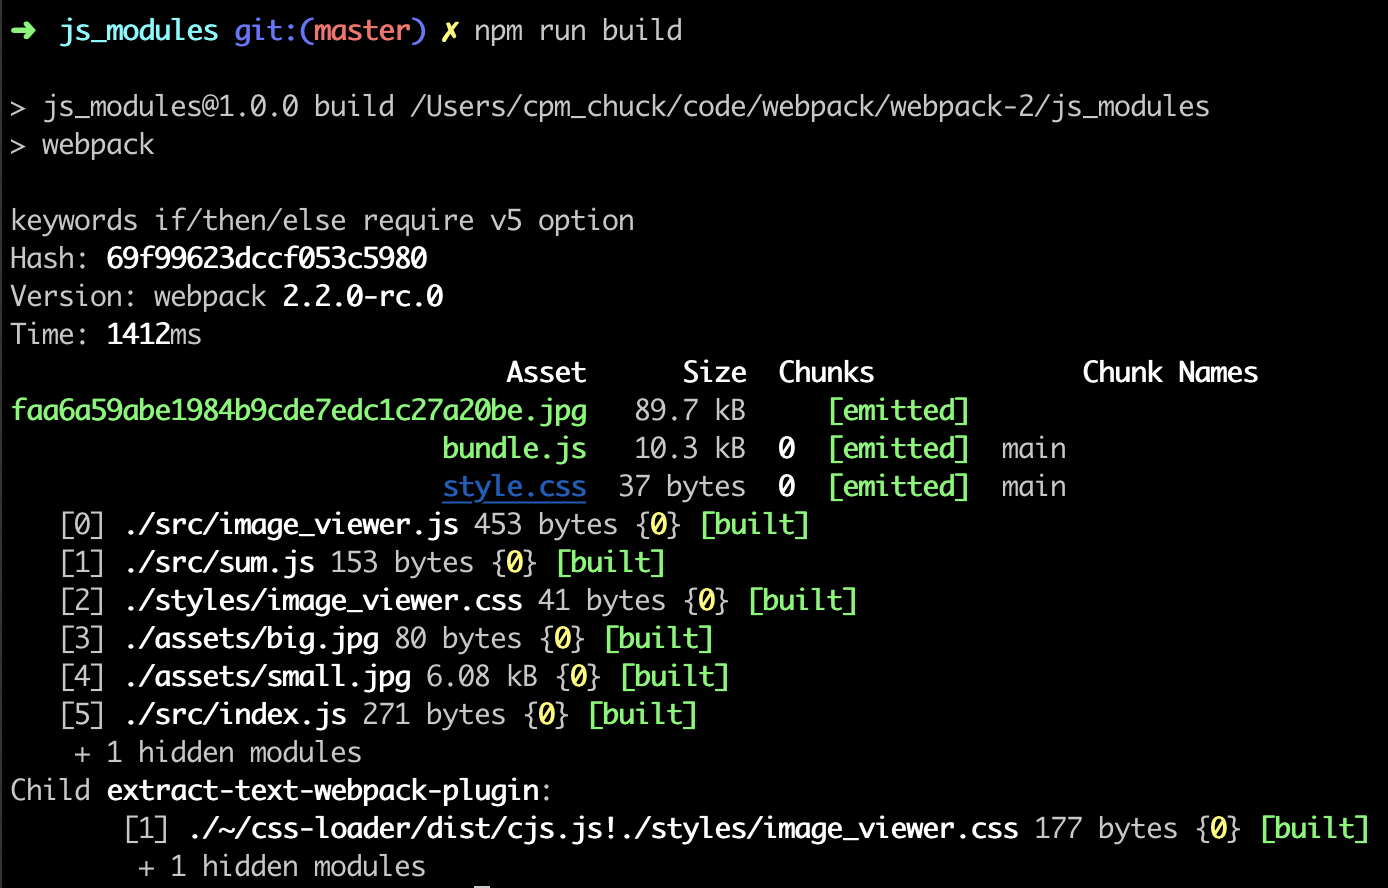 ➜ js_modules git:(master) ✗ npm run build
> js_modules@1.0.0 build /Users/cpm_chuck/code/webpack/webpack-2/js_modules
> webpack
keywords if/then/else require v5 option
Hash: 69f99623dccf053c5980
Version: webpack 2.2.0-rc.0
Time: 1412ms
Asset Size Chunks Chunk Names
faa6a59abe1984b9cde7edc1c27a20be.jpg 89.7 kB [emitted]
bundle.js 10.3 kB 0 [emitted] main
style.css 37 bytes 0 [emitted] main
[0] ./src/image_viewer.js 453 bytes {0} [built]
[1] ./src/sum.js 153 bytes {0} [built]
[2] ./styles/image_viewer.css 41 bytes {0} [built]
[3] ./assets/big.jpg 80 bytes {0} [built]
[4] ./assets/small.jpg 6.08 kB {0} [built]
[5] ./src/index.js 271 bytes {0} [built]
+ 1 hidden modules
Child extract-text-webpack-plugin:
[1] ./~/css-loader/dist/cjs.js!./styles/image_viewer.css 177 bytes {0} [built]
+ 1 hidden modules